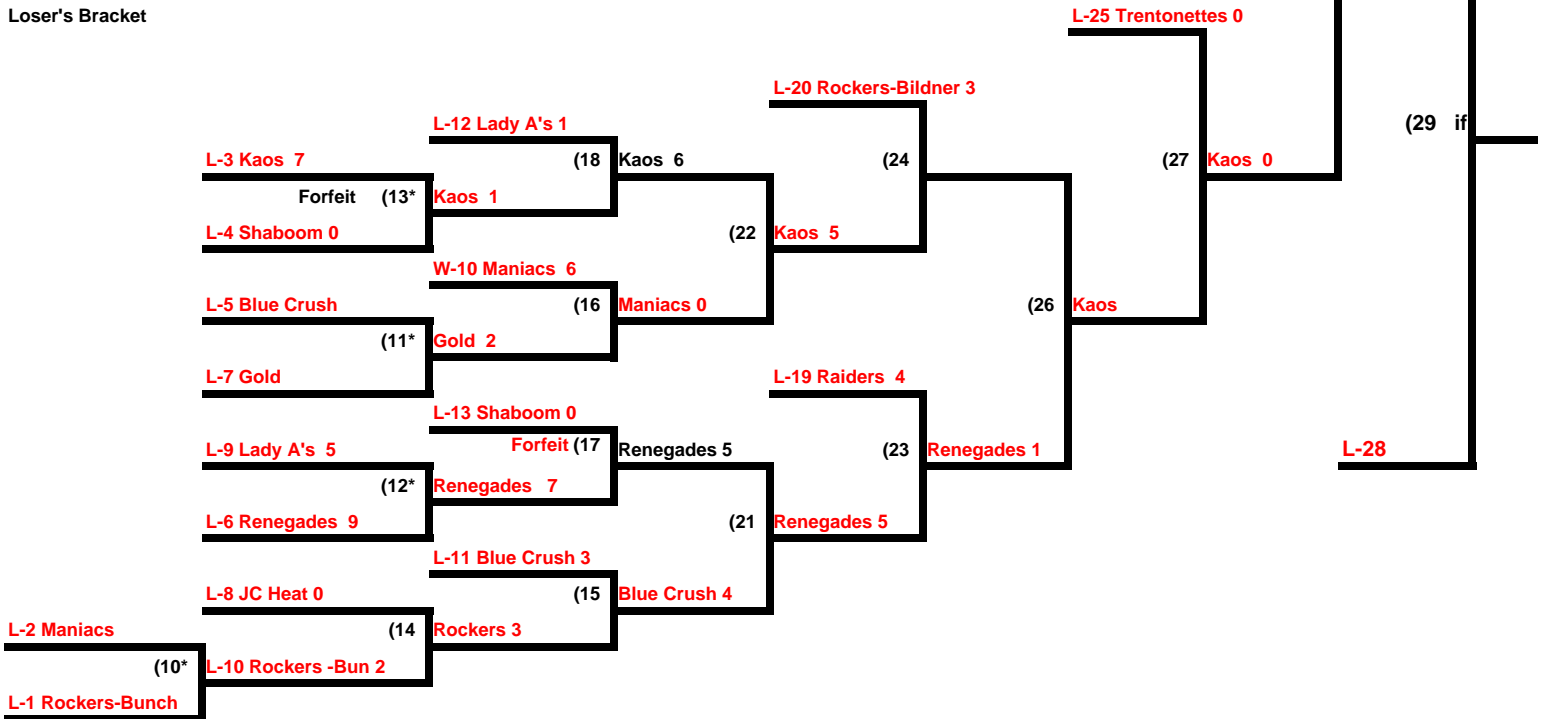 Loser's Bracket
L-25 Trentonettes 0
L-20 Rockers-Bildner 3
L-12 Lady A's 1
(29 if
L-3 Kaos 7
(18
Kaos 6
(24
(27
Kaos 0
Forfeit (13*
Kaos 1
L-4 Shaboom 0
(22
Kaos 5
W-10 Maniacs 6
L-5 Blue Crush
(16
Maniacs 0
(26
Kaos
(11*
Gold 2
L-7 Gold
L-19 Raiders 4
L-13 Shaboom 0
L-9 Lady A's 5
Forfeit (17
Renegades 5
(23
Renegades 1
L-28
(12*
Renegades 7
L-6 Renegades 9
(21
Renegades 5
L-11 Blue Crush 3
L-8 JC Heat 0
(15
Blue Crush 4
L-2 Maniacs
(14
Rockers 3
(10*
L-10 Rockers -Bun 2
L-1 Rockers-Bunch